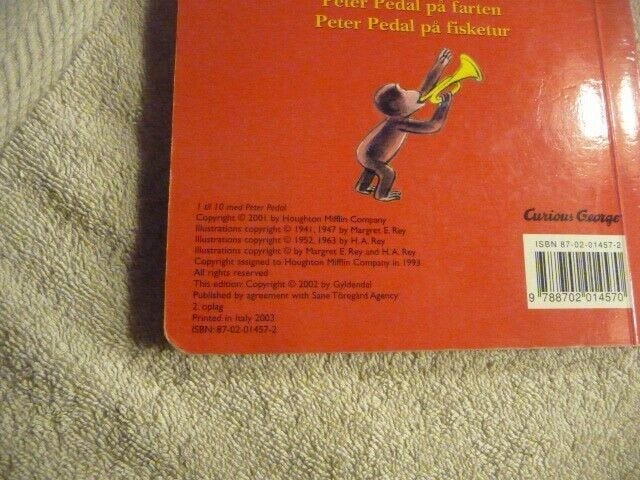 Peter Pedal på farten
Peter Pedal på fisketur
1 til 10 med Peter Pedal
Copyright © 2001 by Houghton Mifflin Company
Illustrations copyright © 1941, 1947 by Margret E. Rey
Illustrations copyright © 1952, 1963 by H. A. Rey
Illustrations copyright © by Margret E. Rey and H. A. Rey
Copyright assigned to Houghton Mifflin Company in 1993
All rights reserved
This edition: Copyright © 2002 by Gyldendal
Published by agreement with Sane Töregård Agency
2. oplag
Printed in Italy 2003
ISBN: 87-02-01457-2
Curious George
ISBN 87-02-01457-2
9 788702 014570